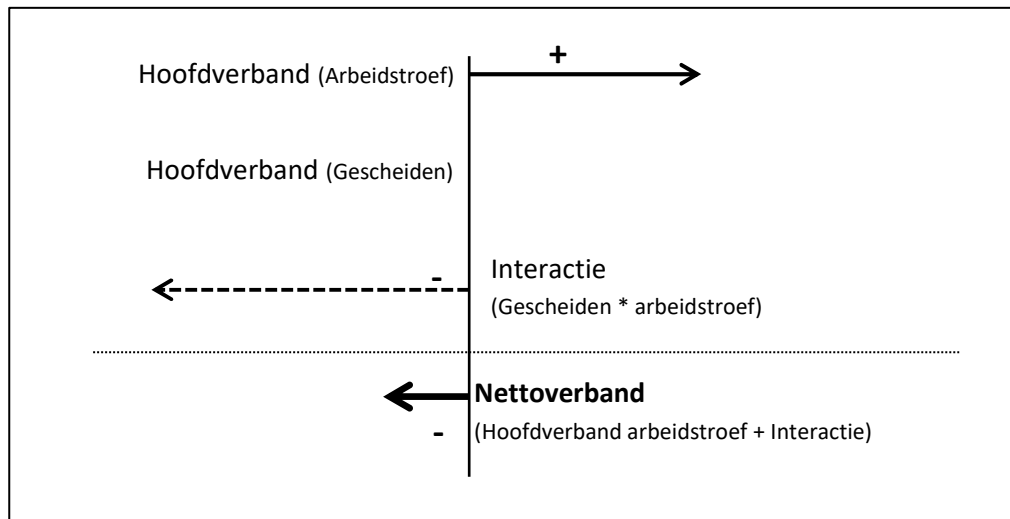 +
Hoofdverband (Arbeidstroef)
Hoofdverband (Gescheiden)
-
Interactie
(Gescheiden * arbeidstroef)
Nettoverband
-
(Hoofdverband arbeidstroef + Interactie)